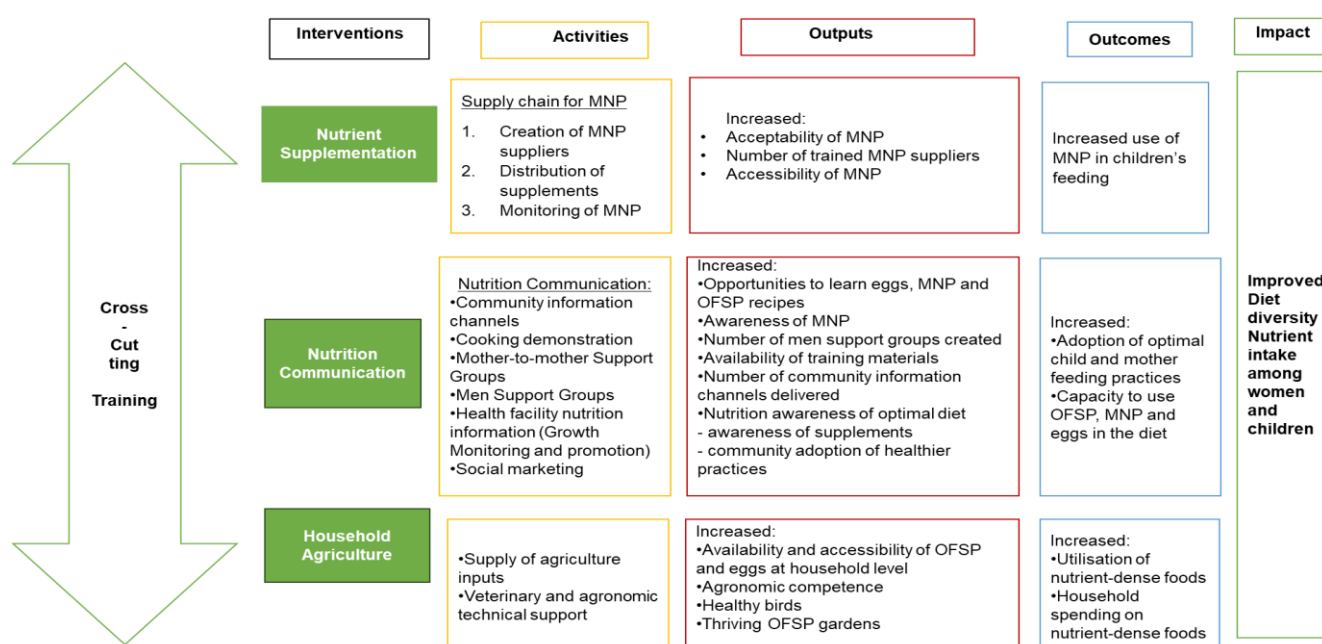 Interventions
Activities
Outputs
Outcomes
Impact
Cross
-
Cut
ting
Training
Nutrient
Supplementation
Supply chain for MNP
1. Creation of MNP
suppliers
2. Distribution of
supplements
3. Monitoring of MNP
Increased:
• Acceptability of MNP
• Number of trained MNP suppliers
• Accessibility of MNP
Increased use of
MNP in children's
feeding
Nutrition
Communication
Nutrition Communication:
•Community information
channels
•Cooking demonstration
•Mother-to-mother Support
Groups
•Men Support Groups
•Health facility nutrition
information (Growth
Monitoring and promotion)
•Social marketing
Increased:
•Opportunities to learn eggs, MNP and
OFSP recipes
•Awareness of MNP
•Number of men support groups created
•Availability of training materials
•Number of community information
channels delivered
•Nutrition awareness of optimal diet
- awareness of supplements
- community adoption of healthier
practices
Increased:
•Adoption of optimal
child and mother
feeding practices
•Capacity to use
OFSP, MNP and
eggs in the diet
Household
Agriculture
•Supply of agriculture
inputs
•Veterinary and agronomic
technical support
Increased:
•Availability and accessibility of OFSP
and eggs at household level
•Agronomic competence
•Healthy birds
•Thriving OFSP gardens
Increased:
•Utilisation of
nutrient-dense foods
•Household
spending on
nutrient-dense foods
Improved
Diet
diversity
Nutrient
intake
among
women
and
children